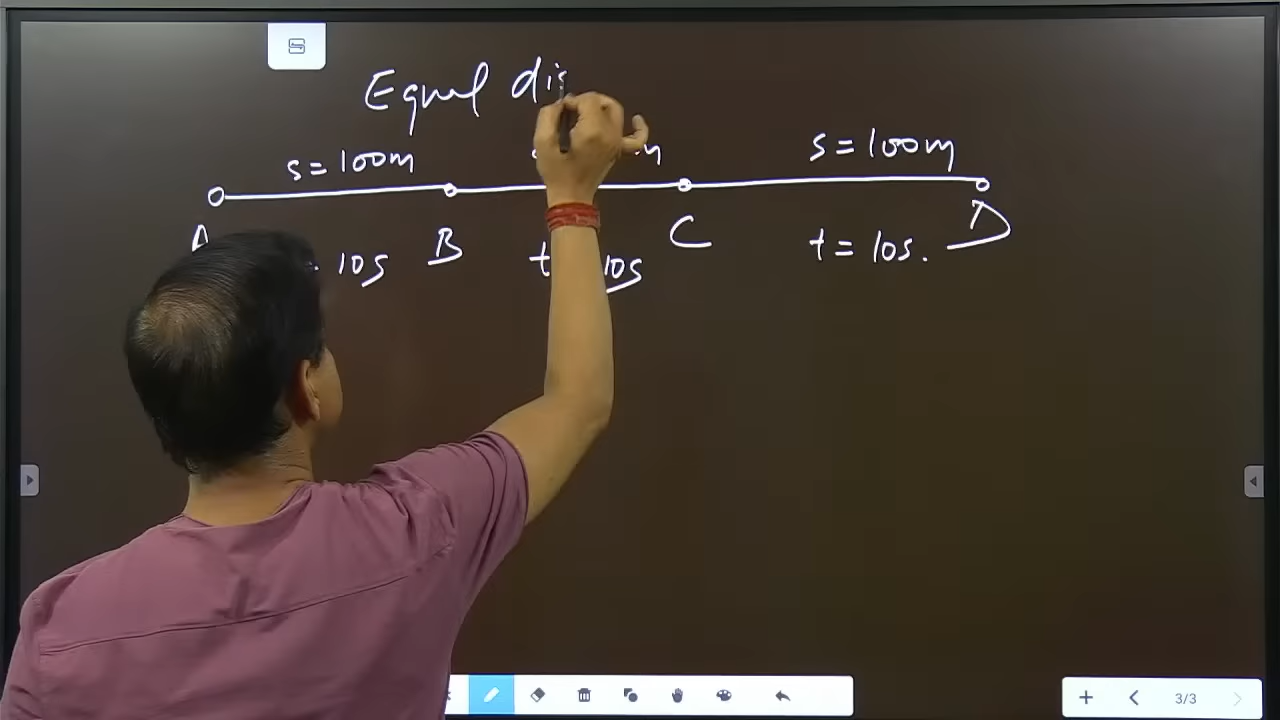 Equal dis
s = 100m s = 100m
A B C D
10s t 10s t = 10s.
3/3